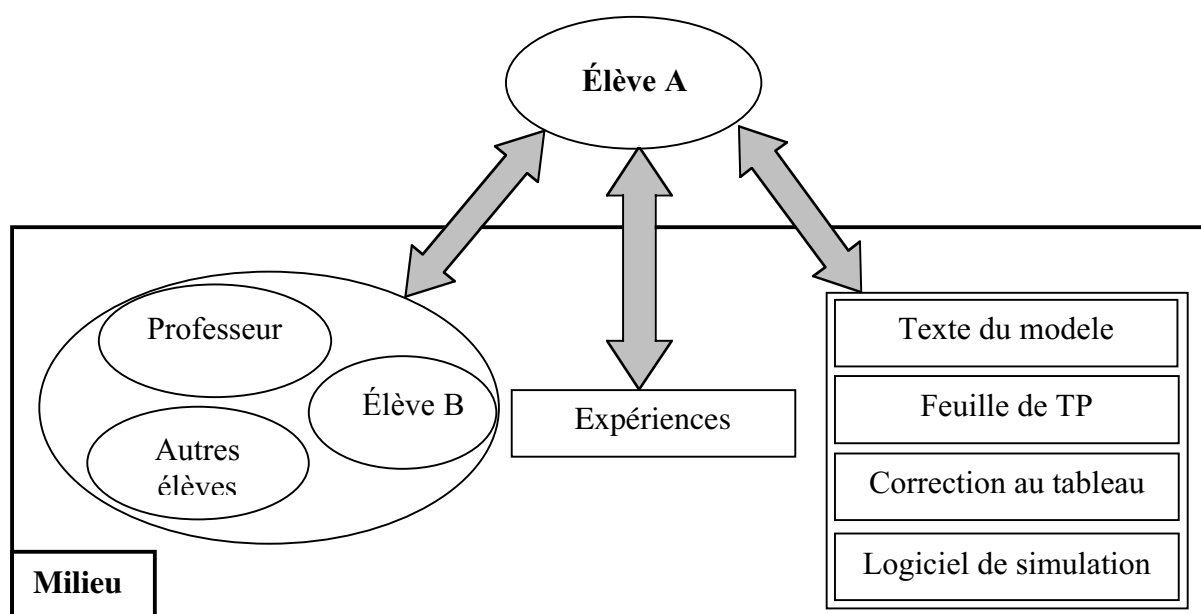 Élève A
Professeur
Élève B
Autres
élèves
Expériences
Texte du modele
Feuille de TP
Correction au tableau
Logiciel de simulation
Milieu